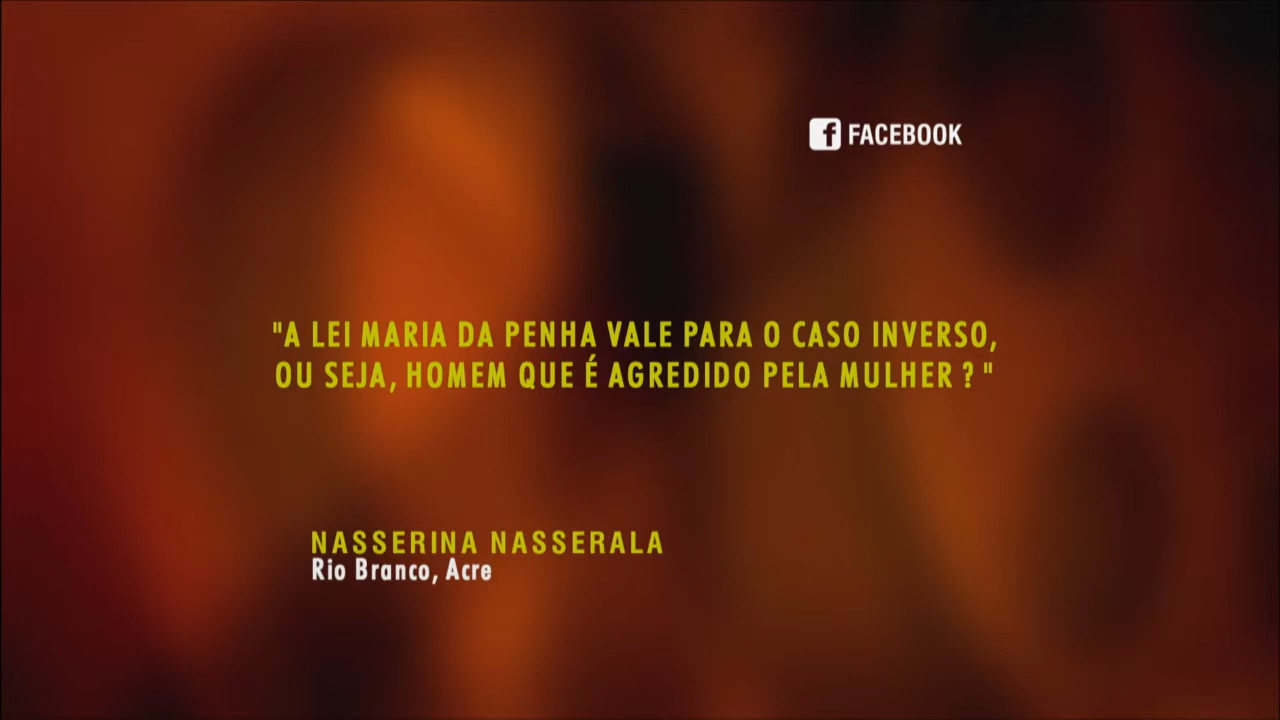 FACEBOOK
"A LEI MARIA DA PENHA VALE PARA O CASO INVERSO,
OU SEJA, HOMEM QUE É AGREDIDO PELA MULHER ? "
NASSERINA NASSERALA
Rio Branco, Acre